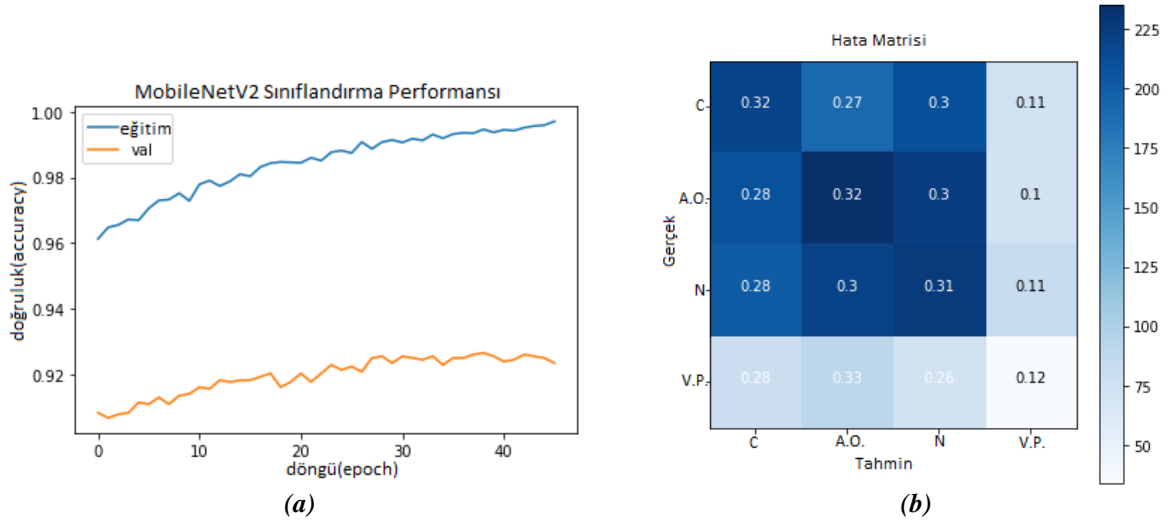 MobileNetV2 Sınıflandırma Performansı
eğitim
val
1.00
0.98
0.96
0.94
0.92
doğruluk(accuracy)
0
10
20
30
40
döngü(epoch)
(a)
Hata Matrisi
C
0.32 0.27 0.3 0.11
A.O.
0.28 0.32 0.3 0.1
N
0.28 0.3 0.31 0.11
V.P.
0.28 0.33 0.26 0.12
Gerçek
C A.O. N V.P.
Tahmin
225
200
175
150
125
100
75
50
(b)